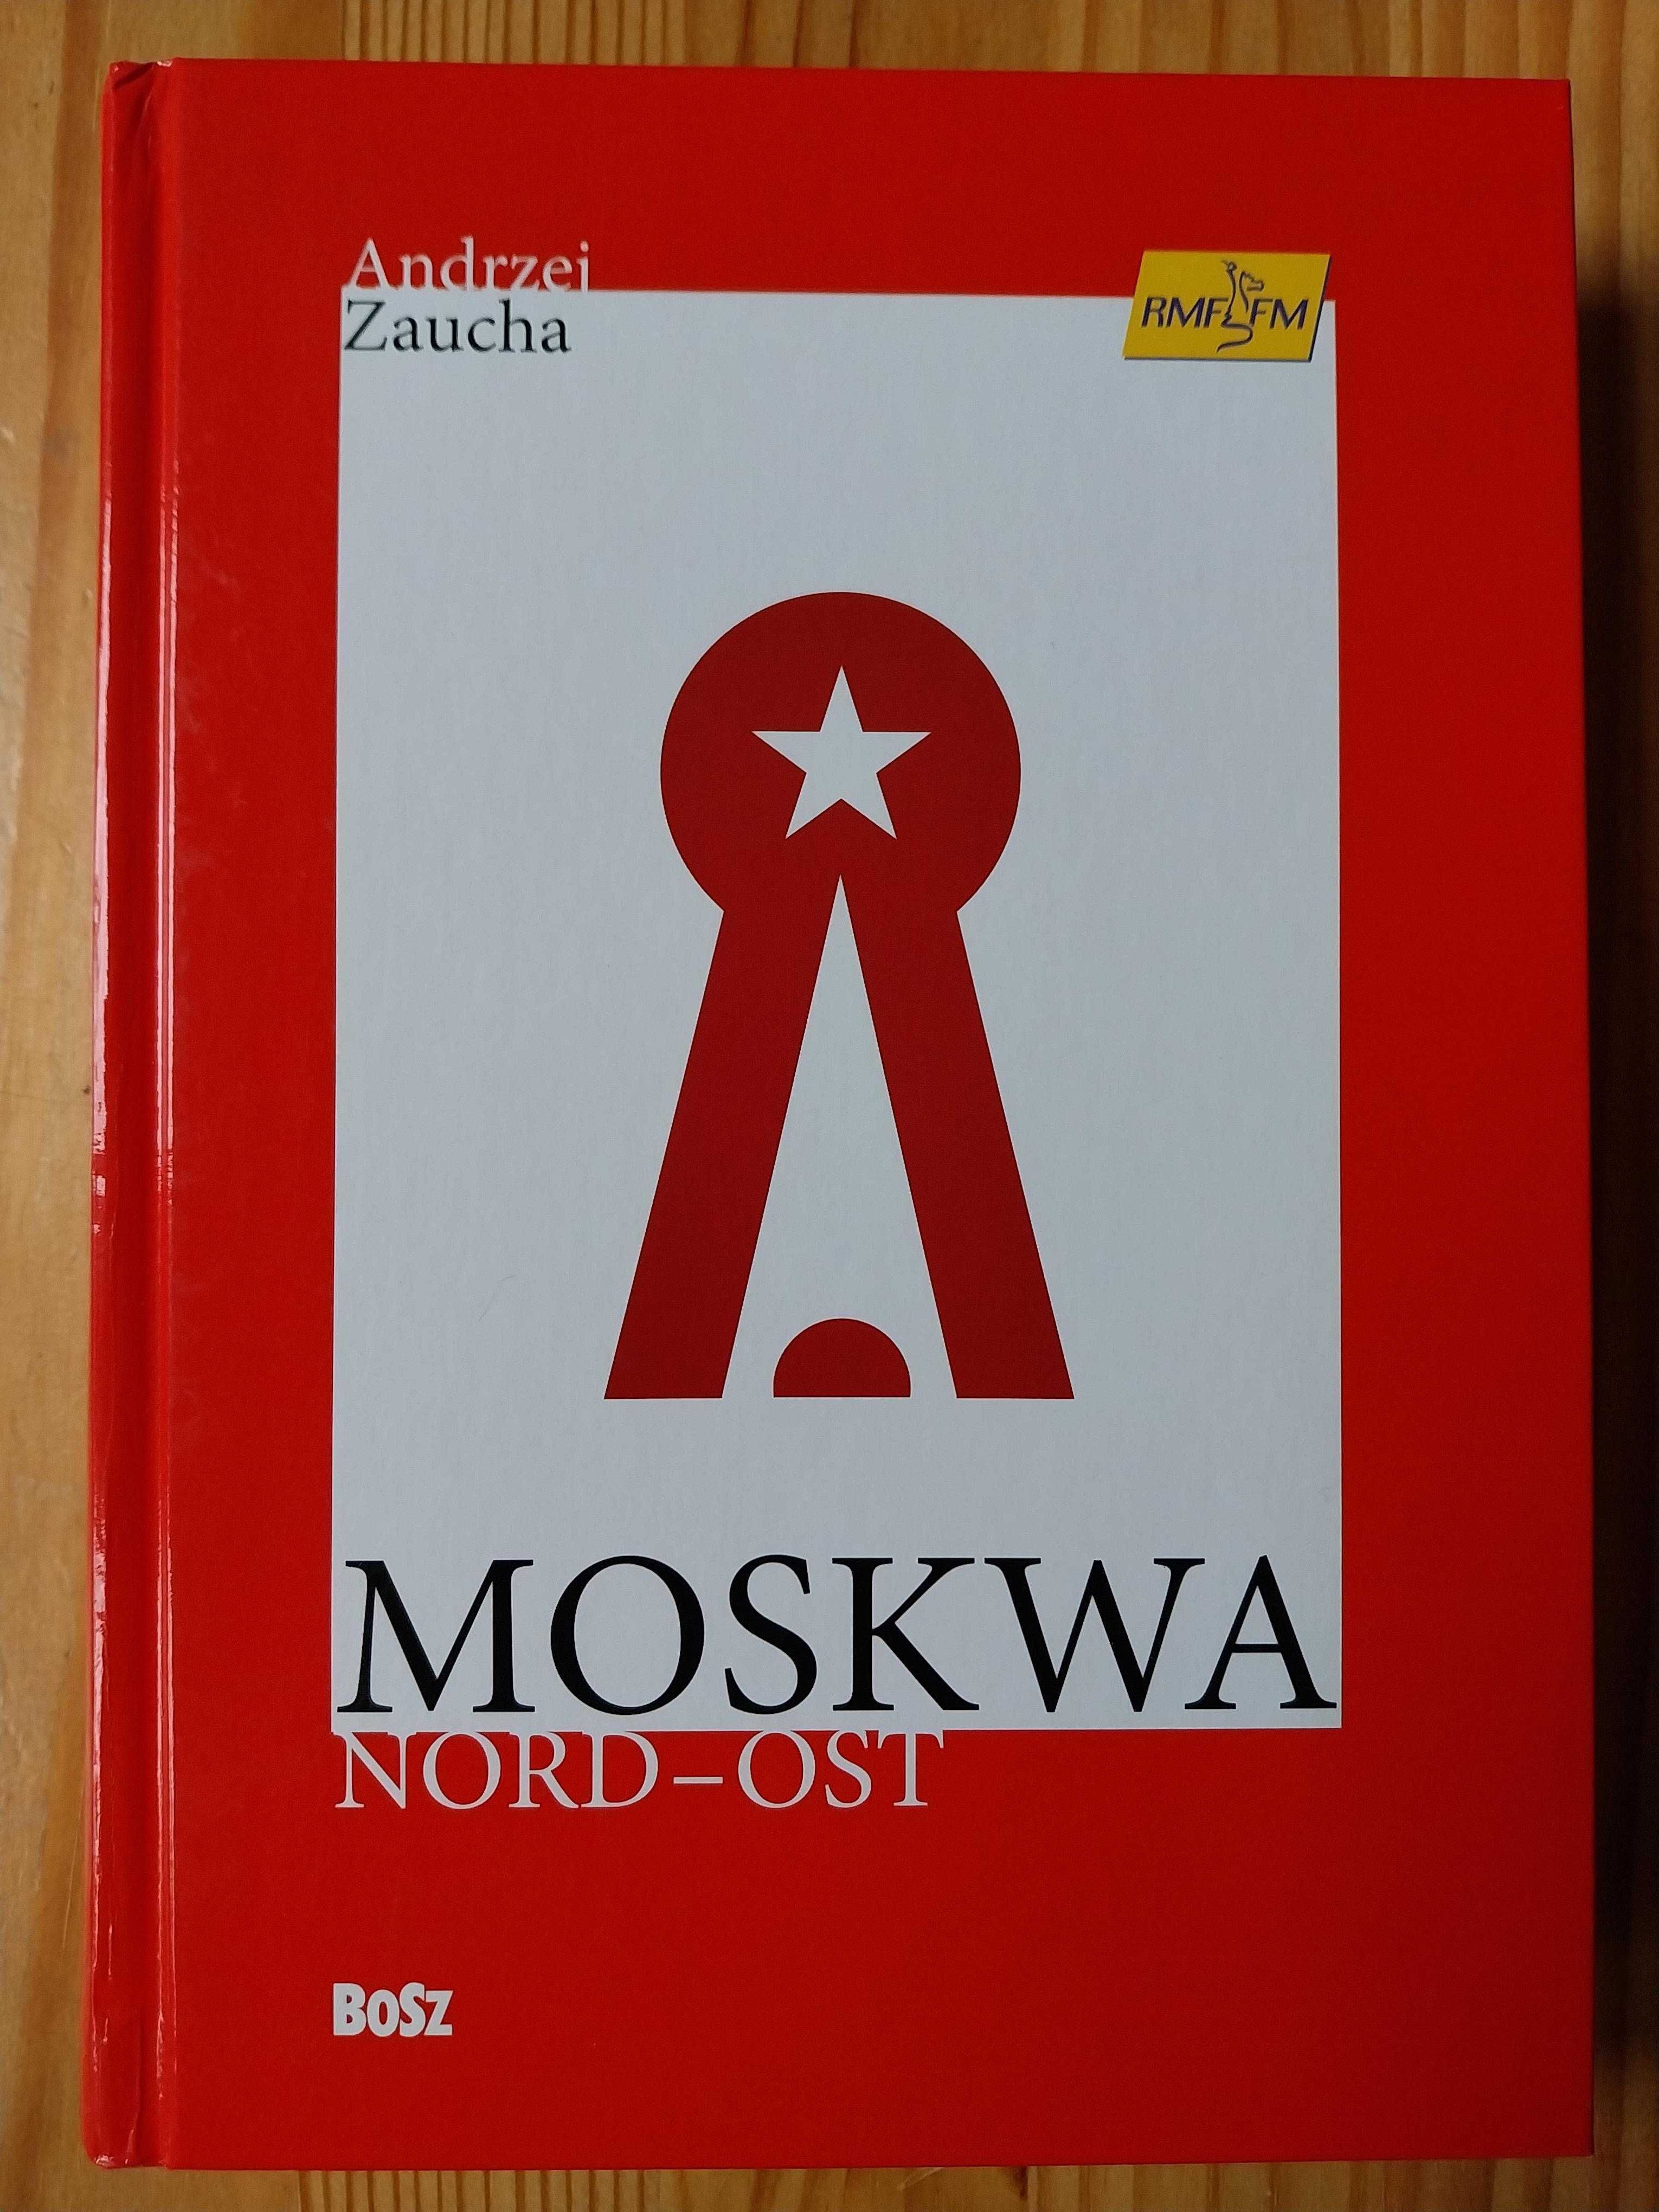 Andrzej
Zaucha
RMF FM
MOSKWA
NORD-OST
BOSZ